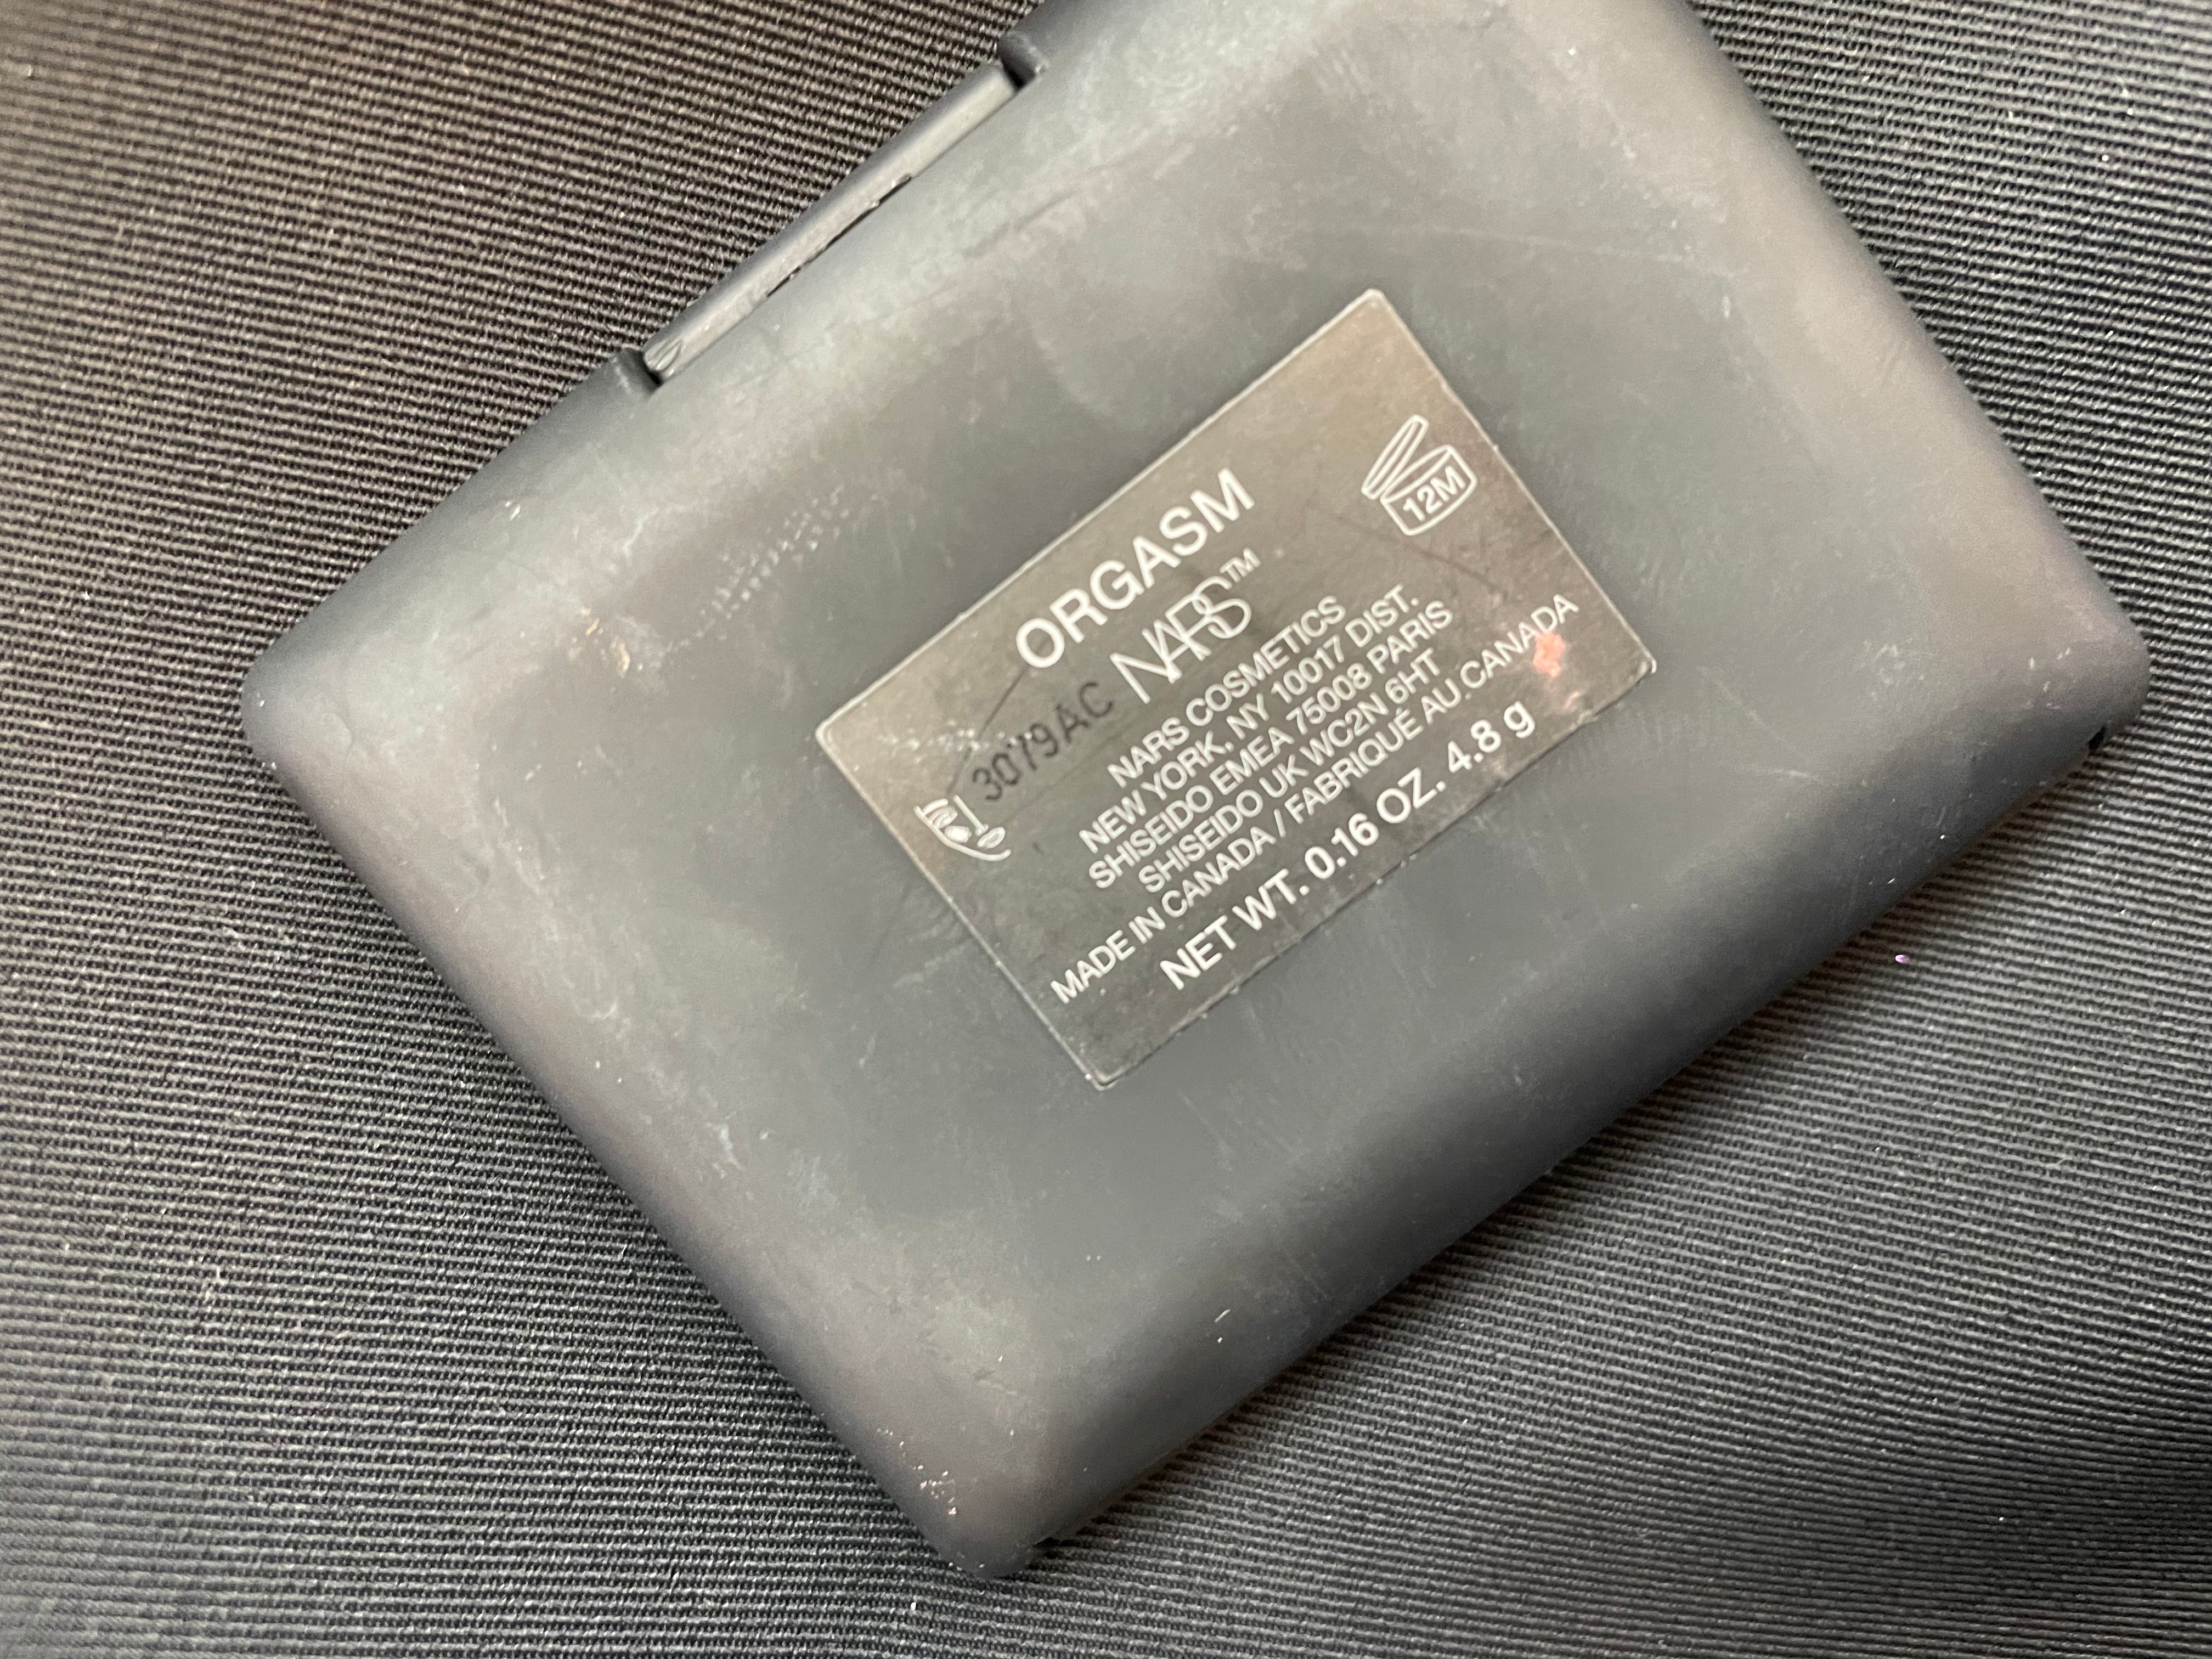 ORGASM
NARS™
3079AC
12M
NARS COSMETICS
NEW YORK, NY 10017 DIST.
SHISEIDO EMEA 75008 PARIS
SHISEIDO UK WC2N 6HT
MADE IN CANADA / FABRIQUÉ AU CANADA
NET WT. 0.16 OZ. 4.8 g